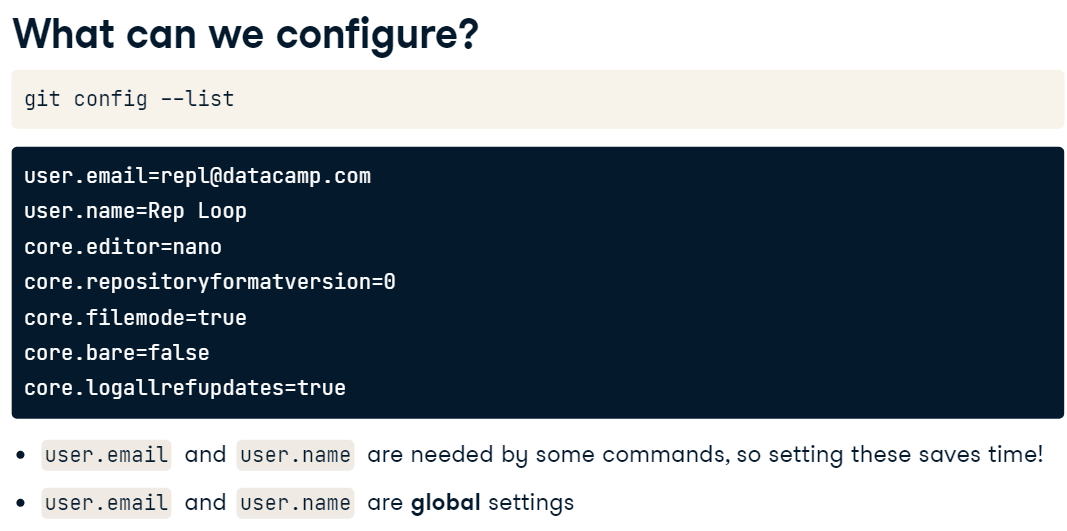 What can we configure?
git config --list
user.email=repl@datacamp.com
user.name=Rep Loop
core.editor=nano
core.repositoryformatversion=0
core.filemode=true
core.bare=false
core.logallrefupdates=true
• user.email and user.name are needed by some commands, so setting these saves time!
• user.email and user.name are global settings